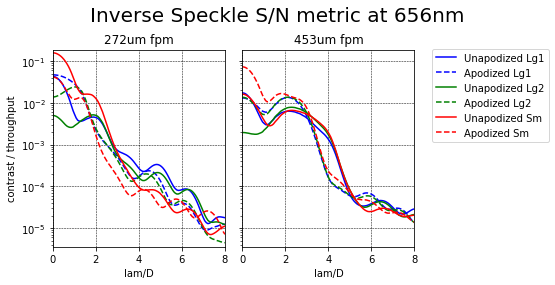 Inverse Speckle S/N metric at 656nm
272um fpm
453um fpm
contrast / throughput
10⁻¹
10⁻²
10⁻³
10⁻⁴
10⁻⁵
0 2 4 6 8
0 2 4 6 8
lam/D
lam/D
Unapodized Lg1
Apodized Lg1
Unapodized Lg2
Apodized Lg2
Unapodized Sm
Apodized Sm